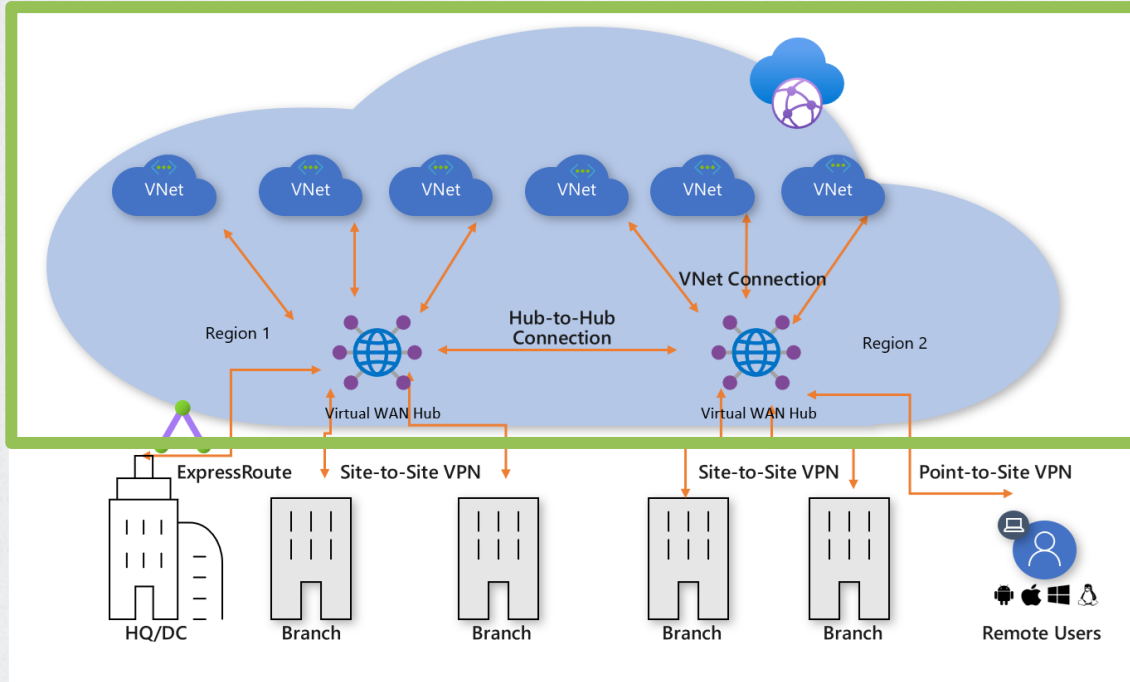 VNet
VNet
VNet
VNet
VNet
VNet
VNet Connection
Hub-to-Hub
Connection
Region 1
Region 2
Virtual WAN Hub
Virtual WAN Hub
ExpressRoute
Site-to-Site VPN
Site-to-Site VPN
Point-to-Site VPN
HQ/DC
Branch
Branch
Branch
Branch
Remote Users